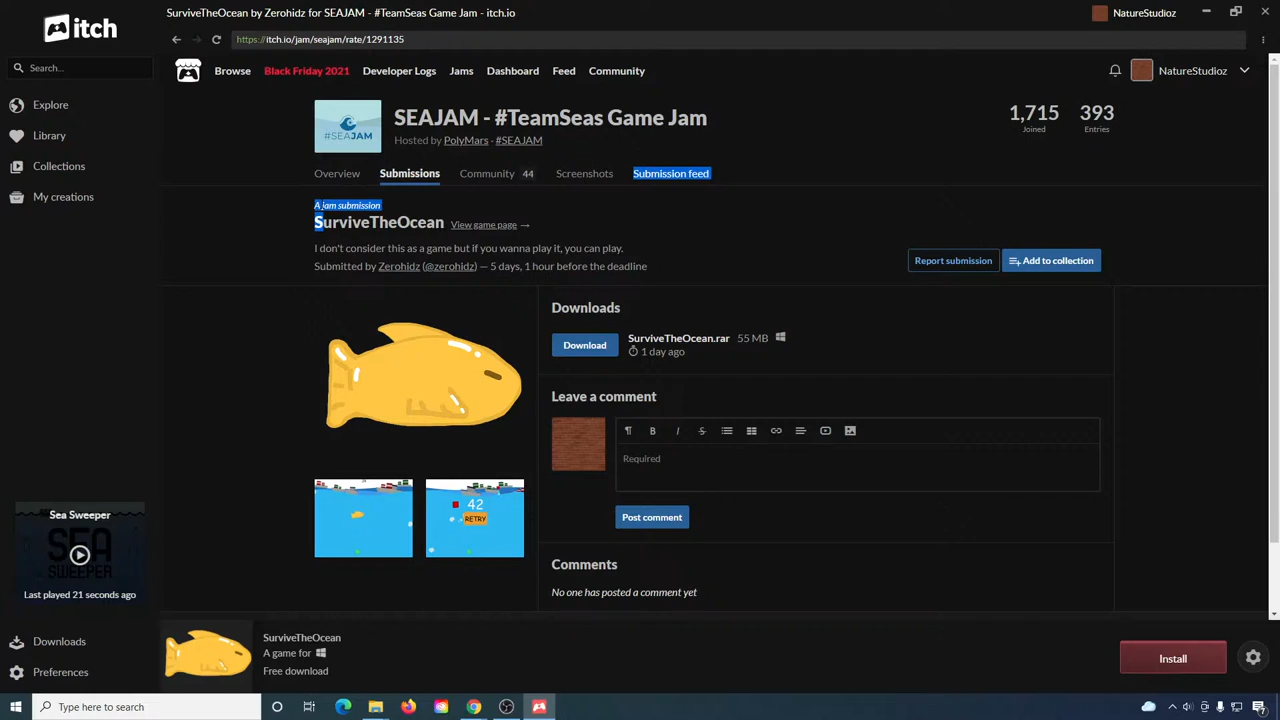 SurviveTheOcean by Zerohidz for SEAJAM - #TeamSeas Game Jam - itch.io
NatureStudioz
itch
https://itch.io/jam/seajam/rate/1291135
Search...
Browse
Black Friday 2021
Developer Logs
Jams
Dashboard
Feed
Community
NatureStudioz
Explore
Library
Collections
My creations
#SEAJAM
SEAJAM - #TeamSeas Game Jam
Hosted by PolyMars · #SEAJAM
1,715
Joined
393
Entries
Overview
Submissions
Community 44
Screenshots
Submission feed
A jam submission
SurviveTheOcean View game page →
I don't consider this as a game but if you wanna play it, you can play.
Submitted by Zerohidz (@zerohidz) — 5 days, 1 hour before the deadline
Report submission
Add to collection
Downloads
Download
SurviveTheOcean.rar 55 MB
1 day ago
Leave a comment
Required
Post comment
42
RETRY
Comments
No one has posted a comment yet
Sea Sweeper
SEA
SWEEPER
Last played 21 seconds ago
Downloads
Preferences
SurviveTheOcean
A game for
Free download
Install
Type here to search